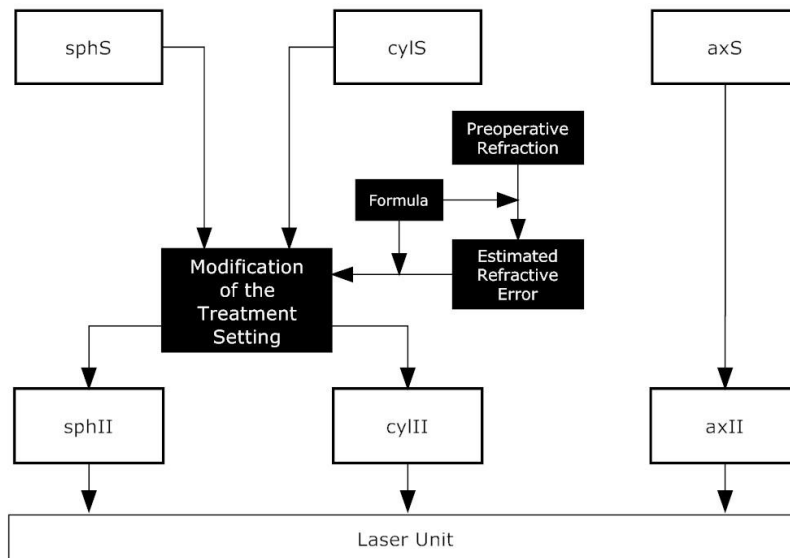 sphS
cylS
axS
Preoperative
Refraction
Formula
Modification
of the
Treatment
Setting
Estimated
Refractive
Error
sphII
cylII
axII
Laser Unit